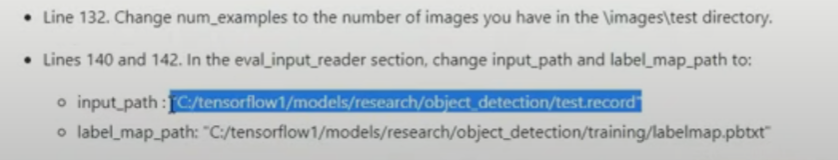 • Line 132. Change num_examples to the number of images you have in the \images\test directory.
• Lines 140 and 142. In the eval_input_reader section, change input_path and label_map_path to:
○ input_path : "C:/tensorflow1/models/research/object_detection/test.record"
○ label_map_path: "C:/tensorflow1/models/research/object_detection/training/labelmap.pbtxt"